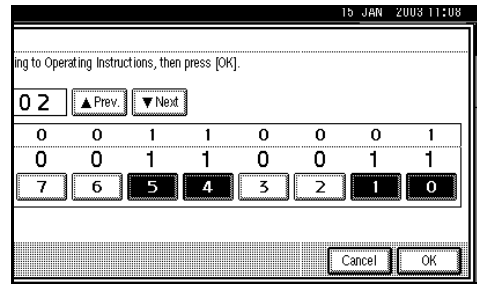 15 JAN 2003 11:08
ing to Operating Instructions, then press [OK].
02 ▲Prev. ▼Next
0 0 1 1 0 0 0 1
0 0 1 1 0 0 1 1
7 6 5 4 3 2 1 0
Cancel OK